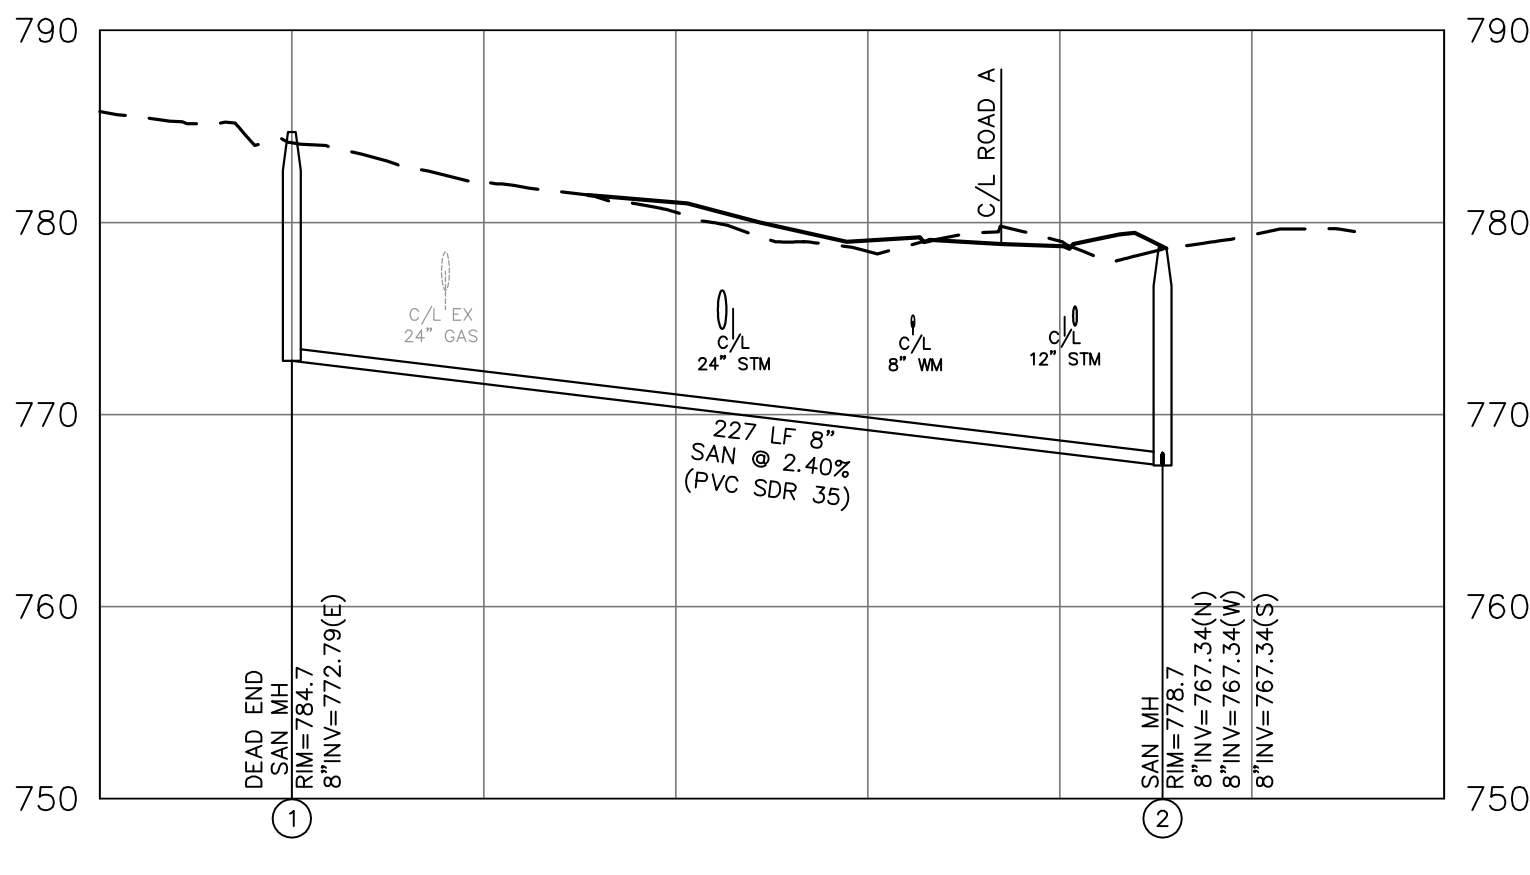 790
790
C/L ROAD A
780
780
C/L EX
24" GAS
C/L
24" STM
C/L
8" WM
C/L
12" STM
770
770
227 LF 8"
SAN @ 2.40%
(PVC SDR 35)
760
760
DEAD END
SAN MH
RIM=784.7
8"INV=772.79(E)
SAN MH
RIM=778.7
8"INV=767.34(N)
8"INV=767.34(W)
8"INV=767.34(S)
750
750
1
2